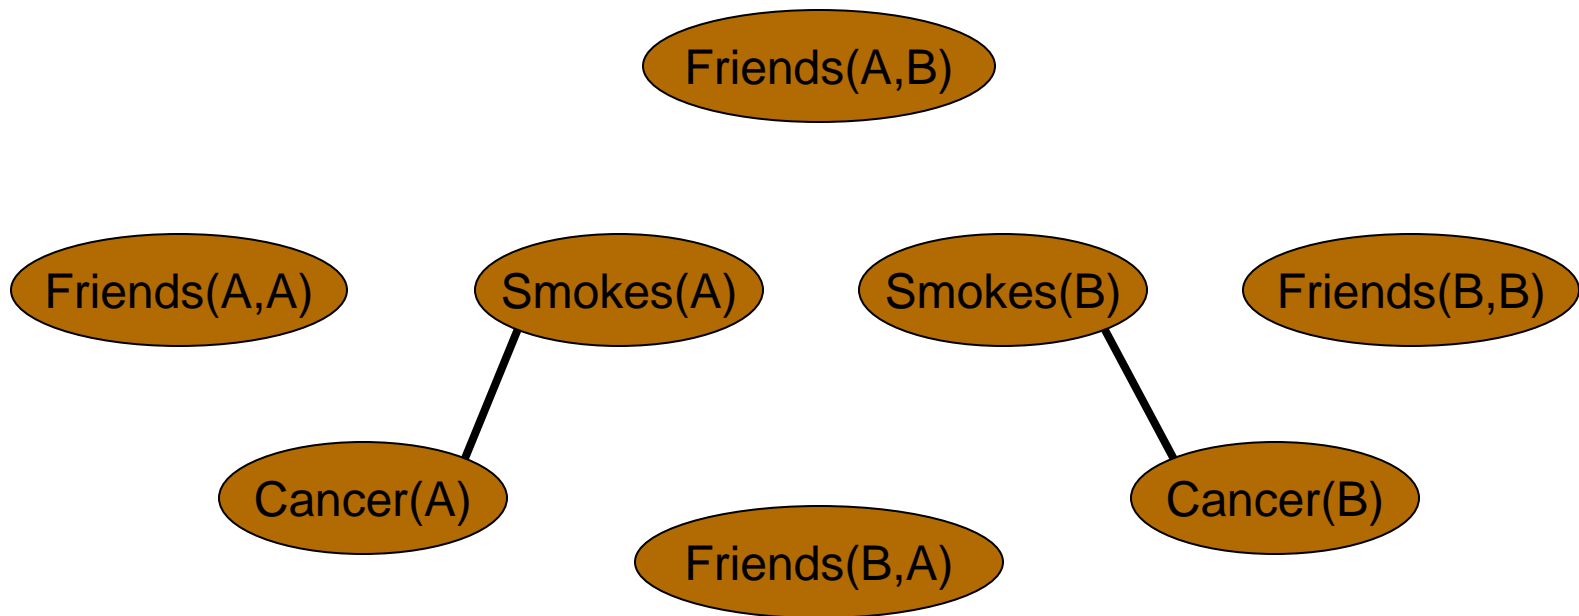 Friends(A,B)
Friends(A,A)
Smokes(A)
Smokes(B)
Friends(B,B)
Cancer(A)
Cancer(B)
Friends(B,A)